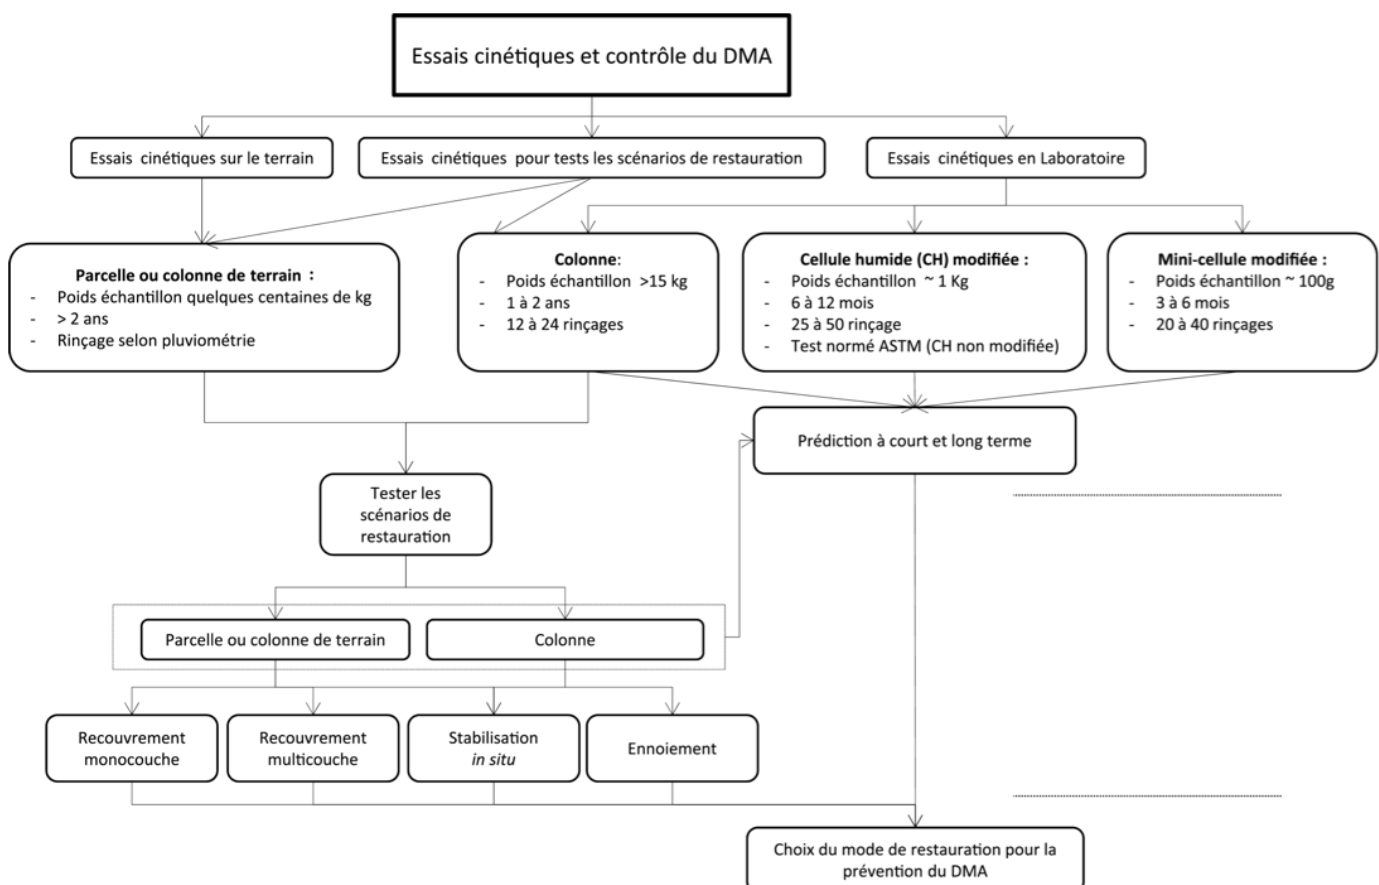 Essais cinétiques et contrôle du DMA
Essais cinétiques sur le terrain
Essais cinétiques pour tests les scénarios de restauration
Essais cinétiques en Laboratoire
Parcelle ou colonne de terrain :
- Poids échantillon quelques centaines de kg
- > 2 ans
- Rinçage selon pluviométrie
Colonne:
- Poids échantillon >15 kg
- 1 à 2 ans
- 12 à 24 rinçages
Cellule humide (CH) modifiée :
- Poids échantillon ~ 1 Kg
- 6 à 12 mois
- 25 à 50 rinçage
- Test normé ASTM (CH non modifiée)
Mini-cellule modifiée :
- Poids échantillon ~ 100g
- 3 à 6 mois
- 20 à 40 rinçages
Prédiction à court et long terme
Tester les
scénarios de
restauration
Parcelle ou colonne de terrain
Colonne
Recouvrement
monocouche
Recouvrement
multicouche
Stabilisation
in situ
Ennoiement
Choix du mode de restauration pour la
prévention du DMA